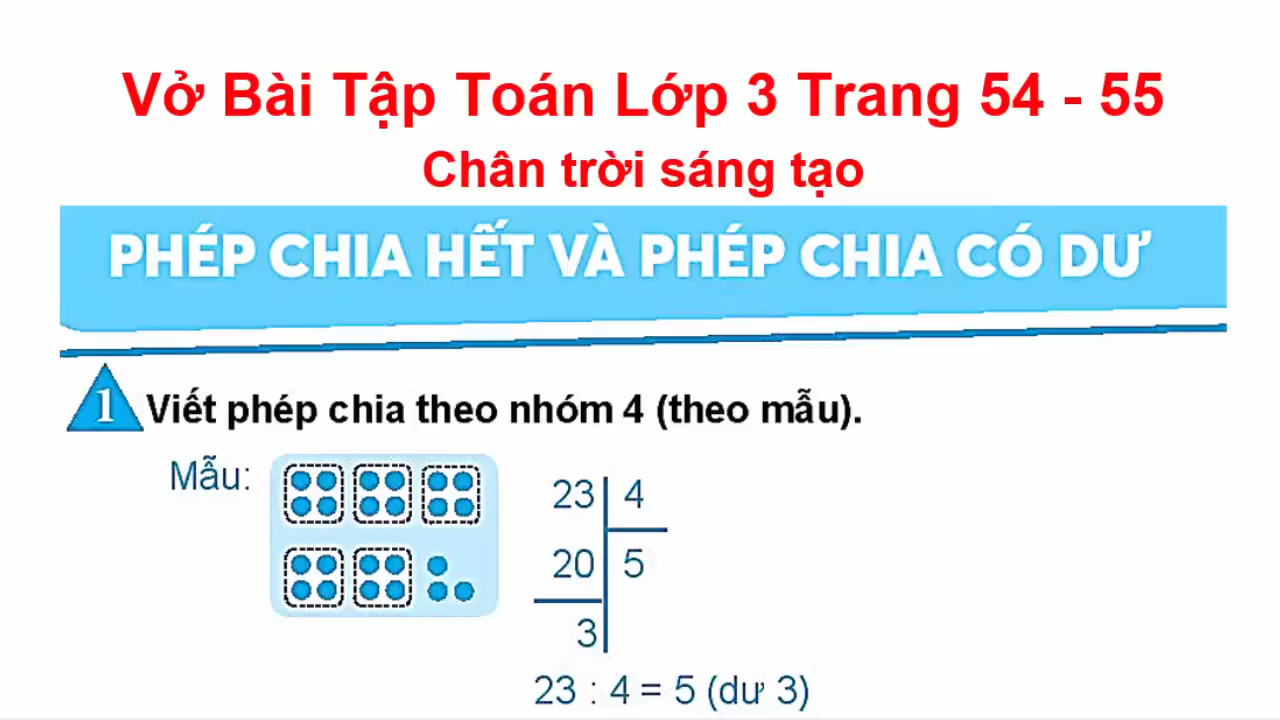 Vở Bài Tập Toán Lớp 3 Trang 54 - 55
Chân trời sáng tạo
PHÉP CHIA HẾT VÀ PHÉP CHIA CÓ DƯ
1 Viết phép chia theo nhóm 4 (theo mẫu).
Mẫu:
23 4
20 5
3
23 : 4 = 5 (dư 3)